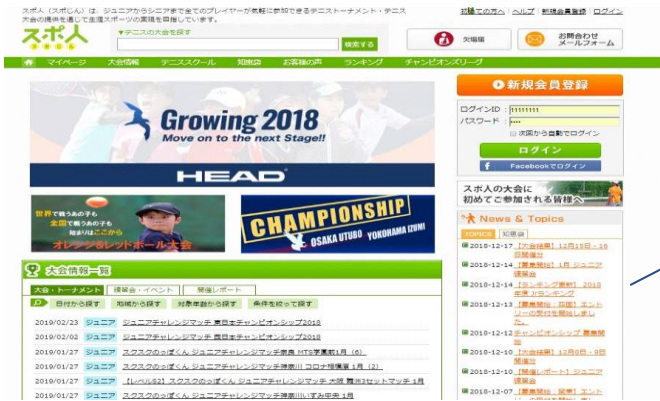 スポ人（スポじん）は、ジュニアからシニアまで全てのプレイヤーが気軽に参加できるテニストーナメント・テニス
大会の提供を通じて生涯スポーツの実現を目指しています。
初めての方へ | ヘルプ | 新規会員登録 | ログイン
スポ人
▼テニスの大会を探す
検索する
欠場届
お問合わせ
メールフォーム
マイページ 大会情報 テニススクール 知恵袋 お客様の声 ランキング チャンピオンズリーグ
Growing 2018
Move on to the next Stage!!
HEAD
世界で戦うあの子も
全国で戦うあの子も
始まりはここから
オレンジ&レッドボール大会
CHAMPIONSHIP
OSAKA UTUBO YOKOHAMA IZUMI
大会情報一覧
大会・トーナメント 練習会・イベント 開催レポート
日付から探す 地域から探す 対象年齢から探す 条件を絞って探す
2019/02/23 ジュニア ジュニアチャレンジマッチ 東日本チャンピオンシップ2018
2019/02/02 ジュニア ジュニアチャレンジマッチ 西日本チャンピオンシップ2018
2019/01/27 ジュニア スクスクのっぽくん ジュニアチャレンジマッチ奈良 MTS学園前1月（6）
2019/01/27 ジュニア スクスクのっぽくん ジュニアチャレンジマッチ神奈川 コロナ相模原 1月（2）
2019/01/27 ジュニア 【レベル82】スクスクのっぽくん ジュニアチャレンジマッチ 大阪 舞洲3セットマッチ 1月
2019/01/27 ジュニア スクスクのっぽくん ジュニアチャレンジマッチ神奈川いずみ中央 1月
新規会員登録
ログインID : 11111111
パスワード : ••••
次回から自動でログイン
ログイン
f Facebookでログイン
スポ人の大会に
初めてご参加される皆様へ
News & Topics
TOPICS 知恵袋
2018-12-17 【大会結果】12月15日・16
日開催分
2018-12-14 【募集開始】1月 ジュニア
練習会
2018-12-14 【ランキング更新】 2018
年度 Jrランキング
2018-12-13 【募集開始・四国】エント
リーの受付を開始しまし
た。
2018-12-12 チャンピオンシップ 募集開
始
2018-12-10 【大会結果】12月8日・9日
開催分
2018-12-10 【開催レポート】ジュニア
練習会
2018-12-07 【募集開始・関東】エント